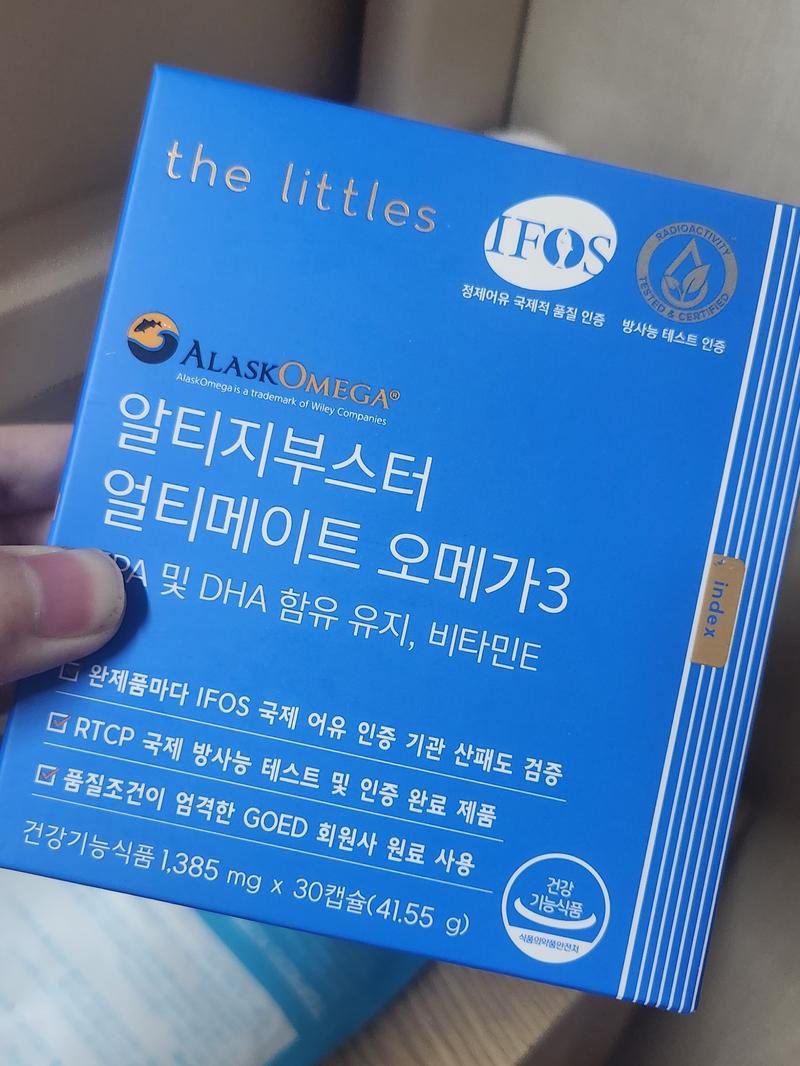 the littles
IFOS
정제어유 국제적 품질 인증
RADIOACTIVITY
TESTED & CERTIFIED
방사능 테스트 인증
ALASKOMEGA®
AlaskOmega is a trademark of Wiley Companies
알티지부스터
얼티메이트 오메가3
및 DHA 함유 유지, 비타민E
index
완제품마다 IFOS 국제 어유 인증 기관 산패도 검증
RTCP 국제 방사능 테스트 및 인증 완료 제품
품질조건이 엄격한 GOED 회원사 원료 사용
건강기능식품 1,385 mg x 30캡슐(41.55 g)
건강
기능식품
식품의약품안전처